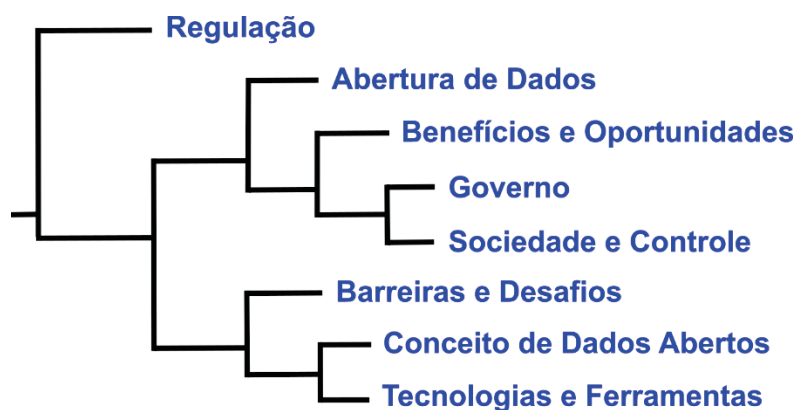 Regulação
Abertura de Dados
Benefícios e Oportunidades
Governo
Sociedade e Controle
Barreiras e Desafios
Conceito de Dados Abertos
Tecnologias e Ferramentas